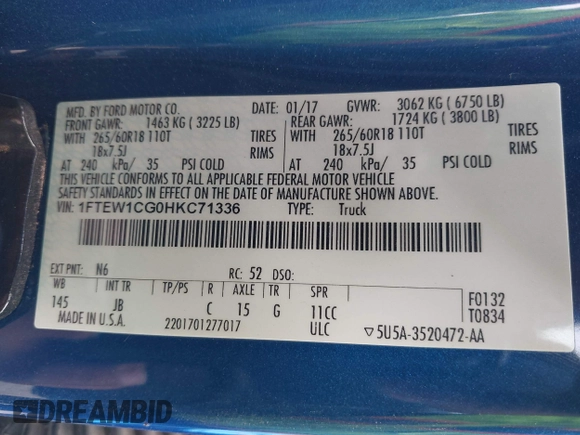 MFD. BY FORD MOTOR CO.
DATE: 01/17 GVWR: 3062 KG ( 6750 LB)
FRONT GAWR: 1463 KG ( 3225 LB) REAR GAWR: 1724 KG ( 3800 LB)
WITH 265/60R18 110T TIRES WITH 265/60R18 110T TIRES
18x7.5J RIMS 18x7.5J RIMS
AT 240 kPa/ 35 PSI COLD AT 240 kPa/ 35 PSI COLD
THIS VEHICLE CONFORMS TO ALL APPLICABLE FEDERAL MOTOR VEHICLE
SAFETY STANDARDS IN EFFECT ON THE DATE OF MANUFACTURE SHOWN ABOVE.
VIN: 1FTEW1CG0HKC71336 TYPE: Truck
EXT PNT: N6 RC: 52 DSO:
WB INT TR TP/PS R AXLE TR SPR F0132
145 JB C 15 G 11CC T0834
MADE IN U.S.A. 2201701277017 ULC ▽5U5A-3520472-AA
DREAMBID